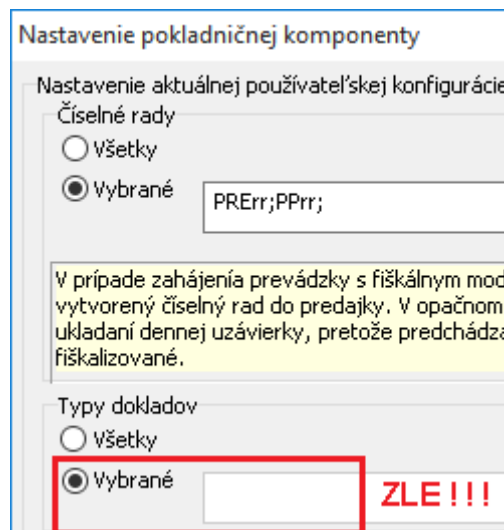 Nastavenie pokladničnej komponenty
Nastavenie aktuálnej používateľskej konfigurácie
Číselné rady
Všetky
Vybrané
PRErr;PPrr;
V prípade zahájenía prevádzky s fiškálnym mod
vytvorený číselný rad do predajky. V opačnom
ukladaní dennej uzávierky, pretože predchádza
fiškalizované.
Typy dokladov
Všetky
Vybrané
ZLE!!!